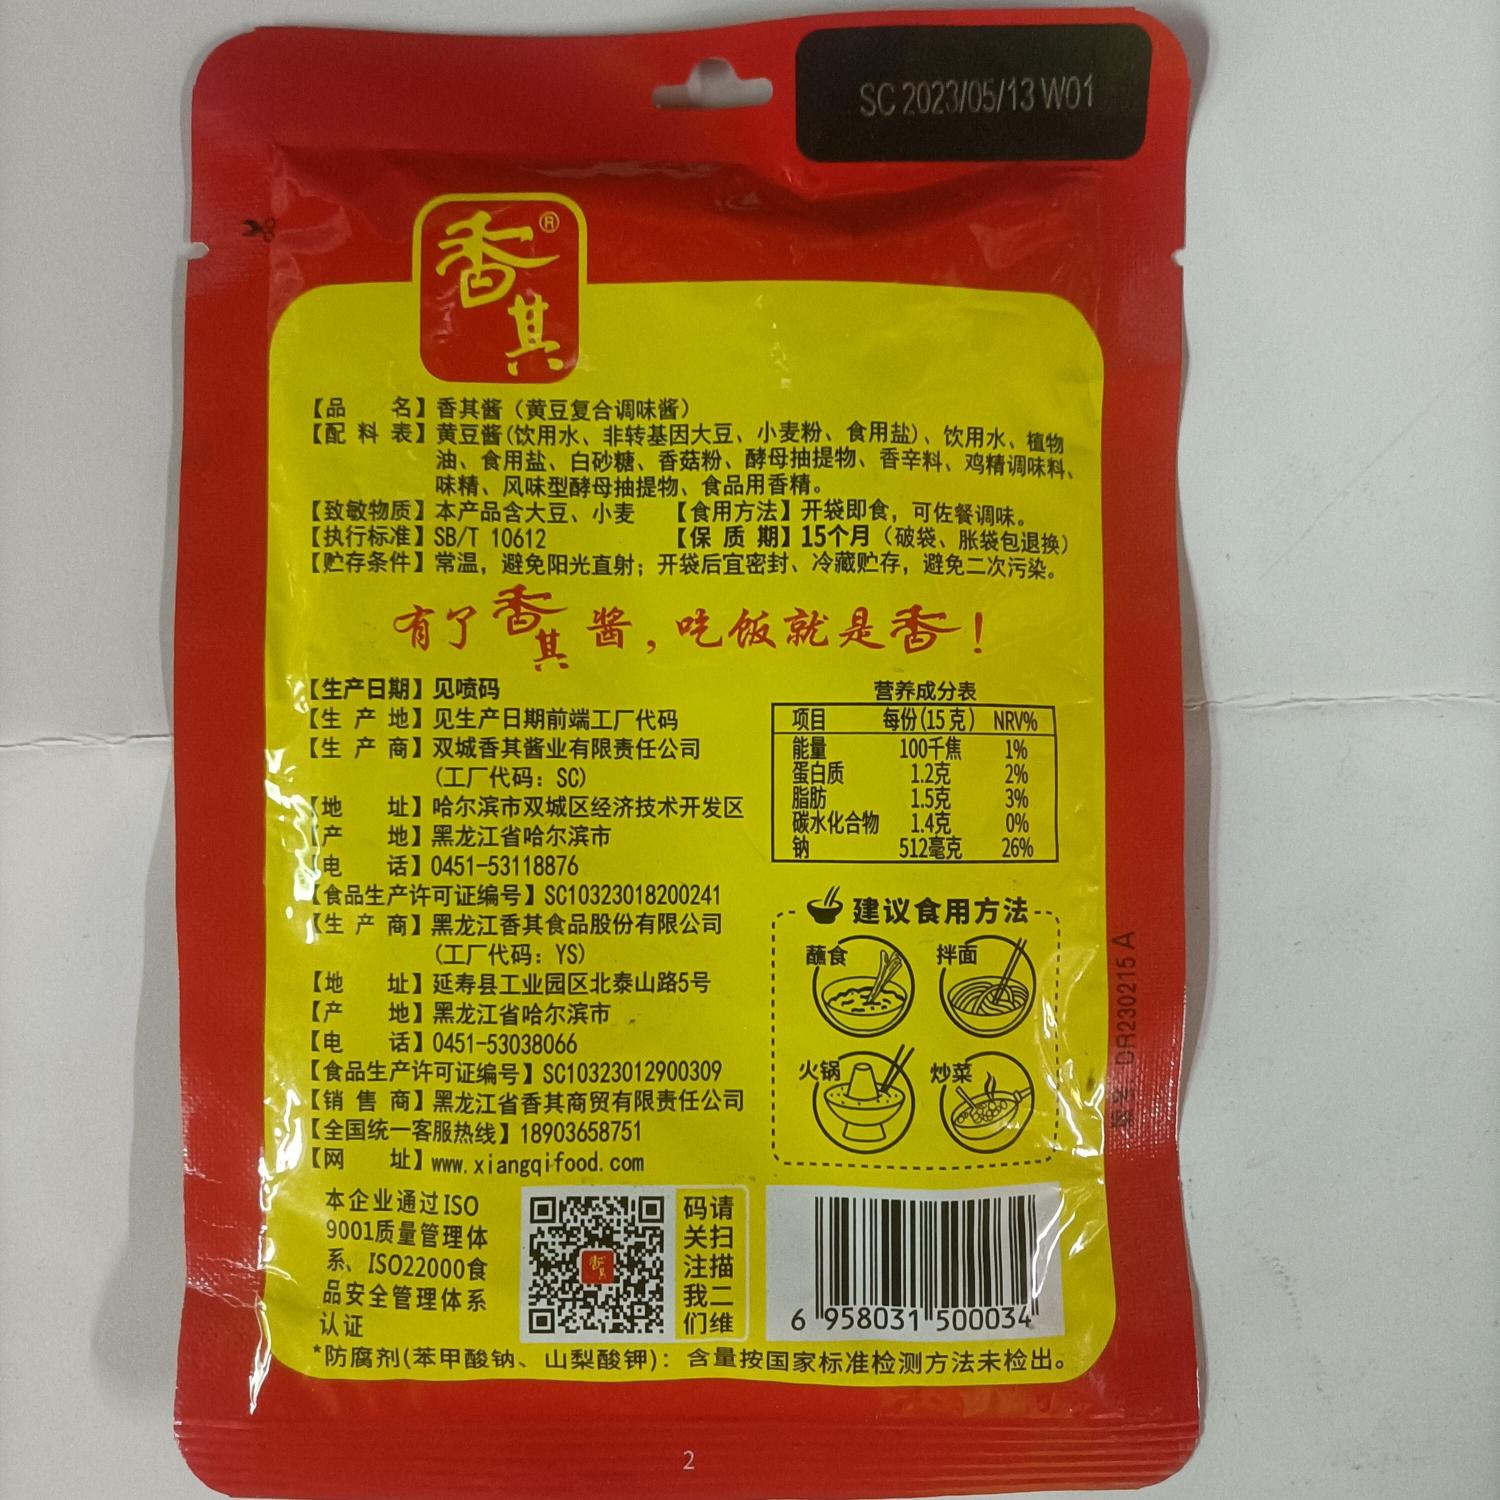 SC 2023/05/13 W01
香其®
【品名】香其酱（黄豆复合调味酱）
【配料表】黄豆酱(饮用水、非转基因大豆、小麦粉、食用盐)、饮用水、植物
油、食用盐、白砂糖、香菇粉、酵母抽提物、香辛料、鸡精调味料、
味精、风味型酵母抽提物、食品用香精。
【致敏物质】本产品含大豆、小麦 【食用方法】开袋即食，可佐餐调味。
【执行标准】SB/T 10612 【保质期】15个月（破袋、胀袋包退换）
【贮存条件】常温，避免阳光直射；开袋后宜密封、冷藏贮存，避免二次污染。
有了香其酱，吃饭就是香！
【生产日期】见喷码
【生产地】见生产日期前端工厂代码
【生产商】双城香其酱业有限责任公司
(工厂代码：SC)
【地址】哈尔滨市双城区经济技术开发区
【产地】黑龙江省哈尔滨市
【电话】0451-53118876
【食品生产许可证编号】SC10323018200241
【生产商】黑龙江香其食品股份有限公司
(工厂代码：YS)
【地址】延寿县工业园区北泰山路5号
【产地】黑龙江省哈尔滨市
【电话】0451-53038066
【食品生产许可证编号】SC10323012900309
【销售商】黑龙江省香其商贸有限责任公司
【全国统一客服热线】18903658751
【网址】www.xiangqifood.com
营养成分表
项目 每份(15克) NRV%
能量 100千焦 1%
蛋白质 1.2克 2%
脂肪 1.5克 3%
碳水化合物 1.4克 0%
钠 512毫克 26%
建议食用方法
蘸食 拌面
火锅 炒菜
版号：DR230215 A
本企业通过ISO
9001质量管理体
系、ISO22000食
品安全管理体系
认证
请扫描二维
码关注我们
6 958031 500034
*防腐剂(苯甲酸钠、山梨酸钾)：含量按国家标准检测方法未检出。
2